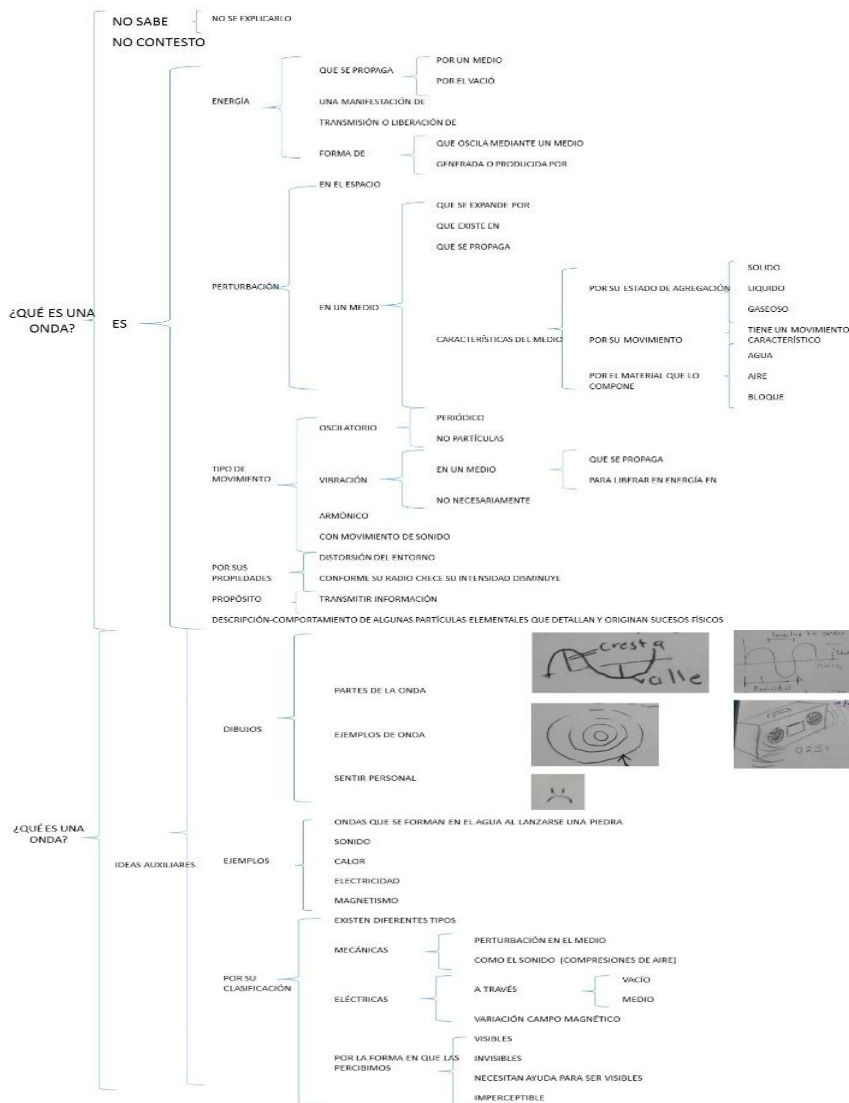 ¿QUÉ ES UNA
ONDA?
NO SABE
NO SE EXPLICARLO
NO CONTESTO
ES
ENERGÍA
QUE SE PROPAGA
POR UN MEDIO
POR EL VACIÓ
UNA MANIFESTACIÓN DE
TRANSMISIÓN O LIBERACIÓN DE
FORMA DE
QUE OSCILA MEDIANTE UN MEDIO
GENERADA O PRODUCIDA POR
PERTURBACIÓN
EN EL ESPACIO
EN UN MEDIO
QUE SE EXPANDE POR
QUE EXISTE EN
QUE SE PROPAGA
CARACTERÍSTICAS DEL MEDIO
POR SU ESTADO DE AGREGACIÓN
SOLIDO
LIQUIDO
GASEOSO
POR SU MOVIMIENTO
TIENE UN MOVIMIENTO
CARACTERÍSTICO
POR EL MATERIAL QUE LO
COMPONE
AGUA
AIRE
BLOQUE
TIPO DE
MOVIMIENTO
OSCILATORIO
PERIÓDICO
NO PARTÍCULAS
VIBRACIÓN
EN UN MEDIO
QUE SE PROPAGA
PARA LIBERAR EN ENERGÍA EN
NO NECESARIAMENTE
ARMÓNICO
CON MOVIMIENTO DE SONIDO
POR SUS
PROPIEDADES
DISTORSIÓN DEL ENTORNO
CONFORME SU RADIO CRECE SU INTENSIDAD DISMINUYE
PROPÓSITO
TRANSMITIR INFORMACIÓN
DESCRIPCIÓN-COMPORTAMIENTO DE ALGUNAS PARTÍCULAS ELEMENTALES QUE DETALLAN Y ORIGINAN SUCESOS FÍSICOS
¿QUÉ ES UNA
ONDA?
IDEAS AUXILIARES
DIBUJOS
PARTES DE LA ONDA
cresta
valle
EJEMPLOS DE ONDA
SENTIR PERSONAL
EJEMPLOS
ONDAS QUE SE FORMAN EN EL AGUA AL LANZARSE UNA PIEDRA
SONIDO
CALOR
ELECTRICIDAD
MAGNETISMO
POR SU
CLASIFICACIÓN
EXISTEN DIFERENTES TIPOS
MECÁNICAS
PERTURBACIÓN EN EL MEDIO
COMO EL SONIDO (COMPRESIONES DE AIRE)
ELÉCTRICAS
A TRAVÉS
VACÍO
MEDIO
VARIACIÓN CAMPO MAGNÉTICO
POR LA FORMA EN QUE LAS
PERCIBIMOS
VISIBLES
INVISIBLES
NECESITAN AYUDA PARA SER VISIBLES
IMPERCEPTIBLE